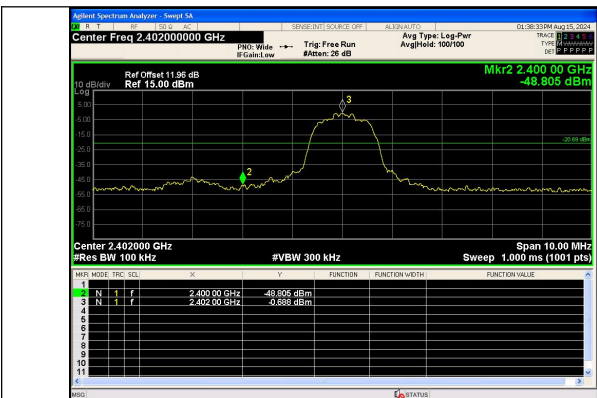 Agilent Spectrum Analyzer - Swept SA
R T RF 50 Ω AC SENSE:INT SOURCE OFF ALIGN AUTO 01:38:33 PM Aug 15, 2024
Center Freq 2.402000000 GHz
PNO: Wide
IFGain:Low
Trig: Free Run
#Atten: 26 dB
Avg Type: Log-Pwr
Avg|Hold: 100/100
TRACE 1 2 3 4 5 6
TYPE M
DET P P P P P P
Mkr2 2.400 00 GHz
-48.805 dBm
10 dB/div
Log
Ref Offset 11.96 dB
Ref 15.00 dBm
5.00
-5.00
-15.0
-25.0
-35.0
-45.0
-55.0
-65.0
-75.0
3
2
-20.69 dBm
Center 2.402000 GHz
#Res BW 100 kHz
#VBW 300 kHz
Span 10.00 MHz
Sweep 1.000 ms (1001 pts)
MKR MODE TRC SCL X Y FUNCTION FUNCTION WIDTH FUNCTION VALUE
1
2 N 1 f 2.400 00 GHz -48.805 dBm
3 N 1 f 2.402 00 GHz -0.688 dBm
4
5
6
7
8
9
10
11
MSG STATUS